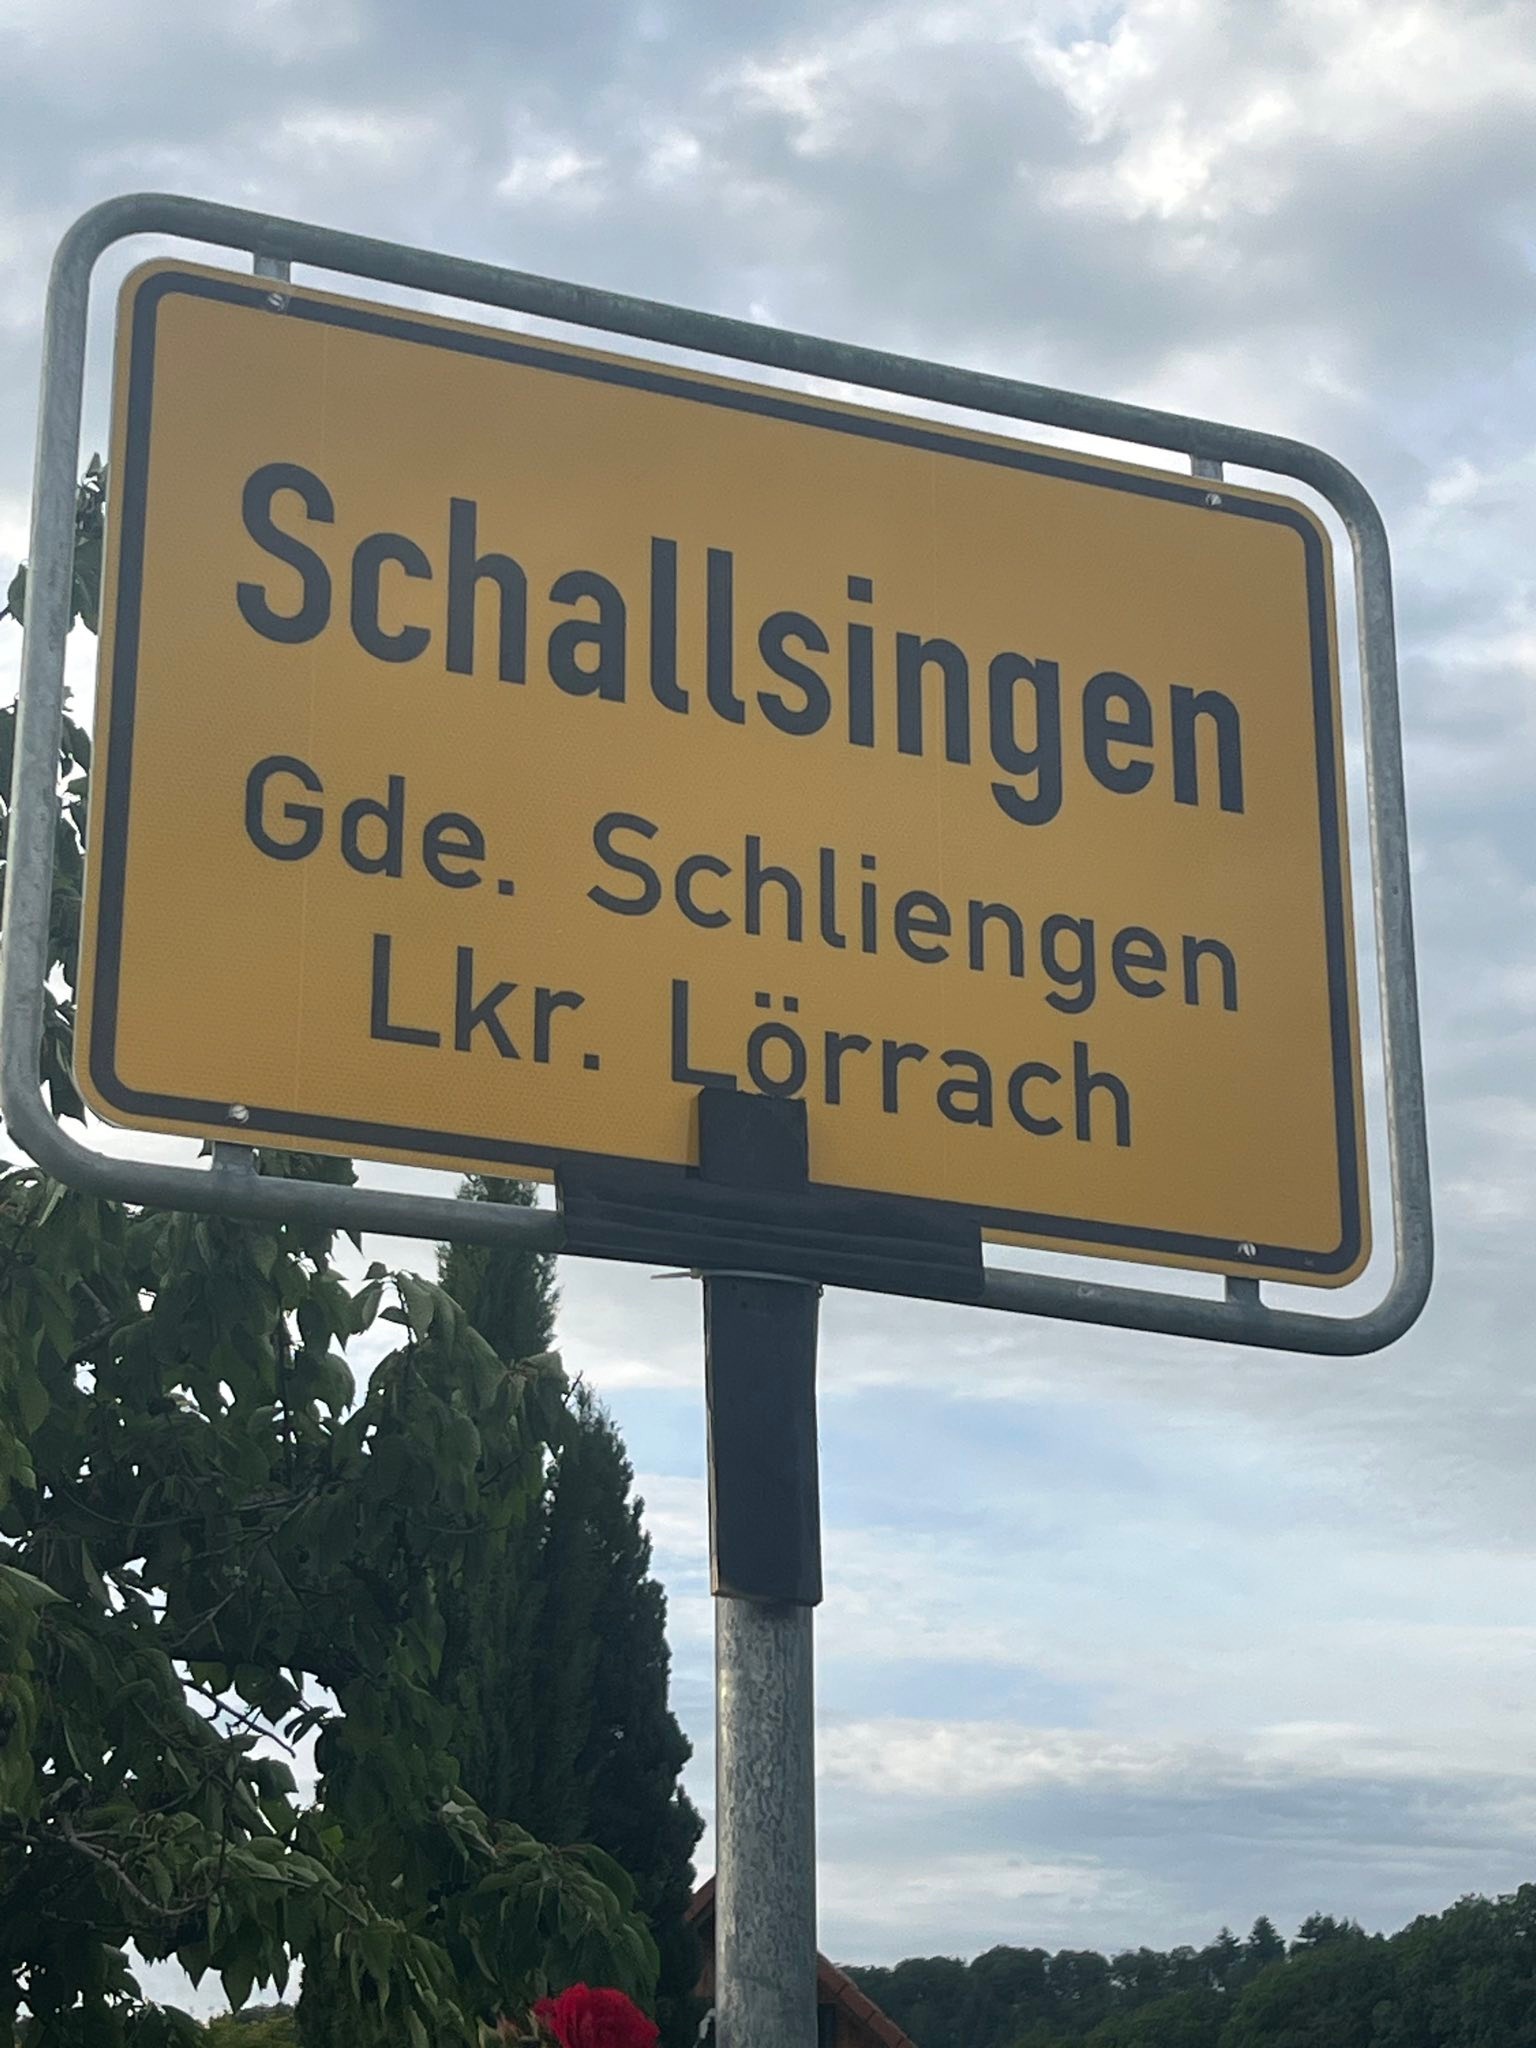 Schallsingen
Gde. Schliengen
Lkr. Lörrach